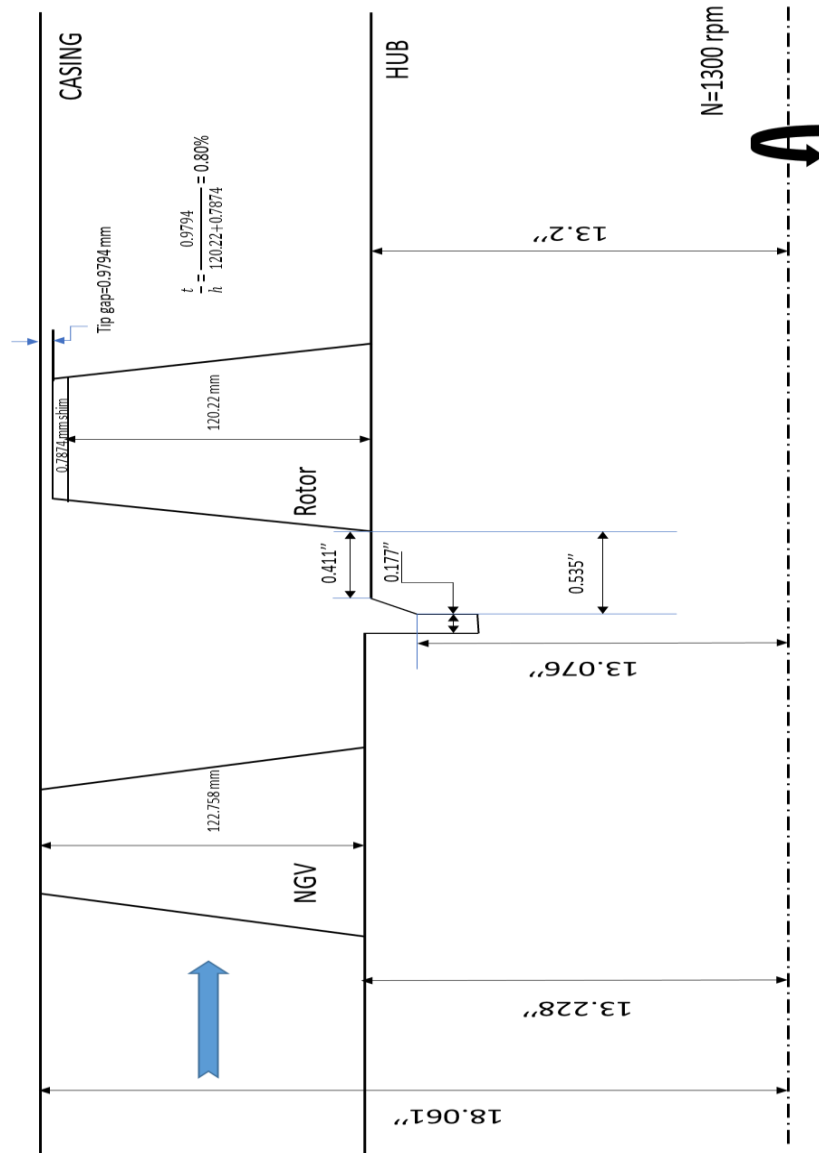 CASING
HUB
N=1300 rpm
Tip gap=0.9794 mm
t/h = 0.9794/120.22+0.7874 = 0.80%
0.7874 mm shim
120.22 mm
Rotor
13.2”
0.411”
0.177”
0.535”
13.076”
122.758 mm
NGV
13.228”
18.061”